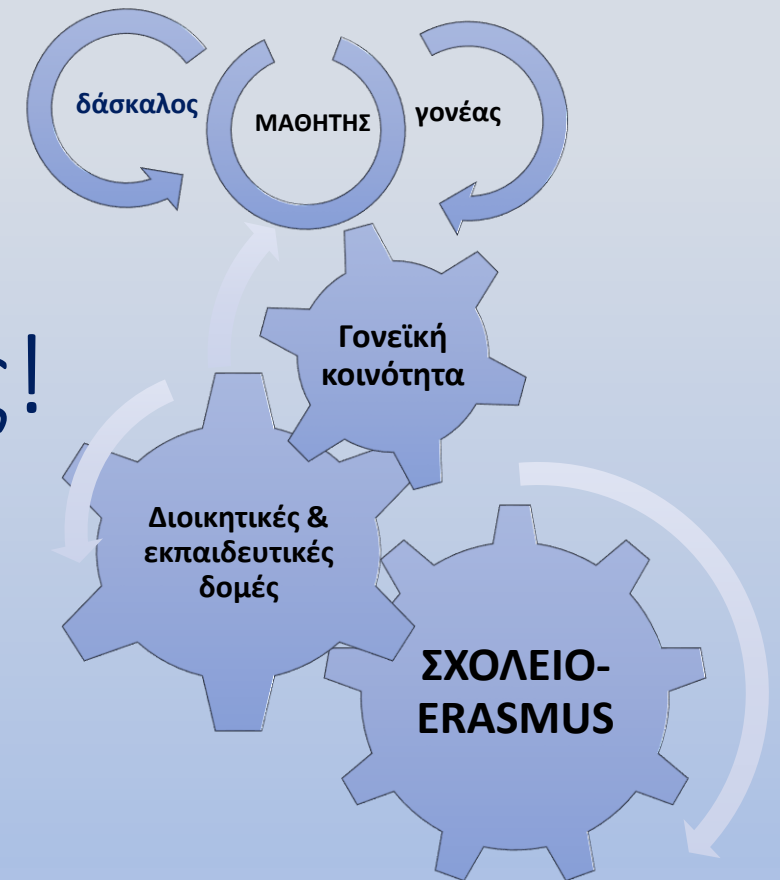 δάσκαλος
ΜΑΘΗΤΗΣ
γονέας
Γονεϊκή
κοινότητα
ς!
Διοικητικές &
εκπαιδευτικές
δομές
ΣΧΟΛΕΙΟ-
ERASMUS